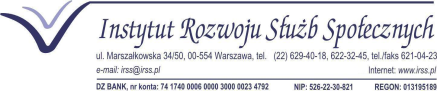 Instytut Rozwoju Służb Społecznych
ul. Marszałkowska 34/50, 00-554 Warszawa, tel. (22) 629-40-18, 622-32-45, tel./faks 621-04-23
e-mail: irss@irss.pl Internet: www.irss.pl
DZ BANK, nr konta: 74 1740 0006 0000 3000 0023 4792 NIP: 526-22-30-821 REGON: 013195189